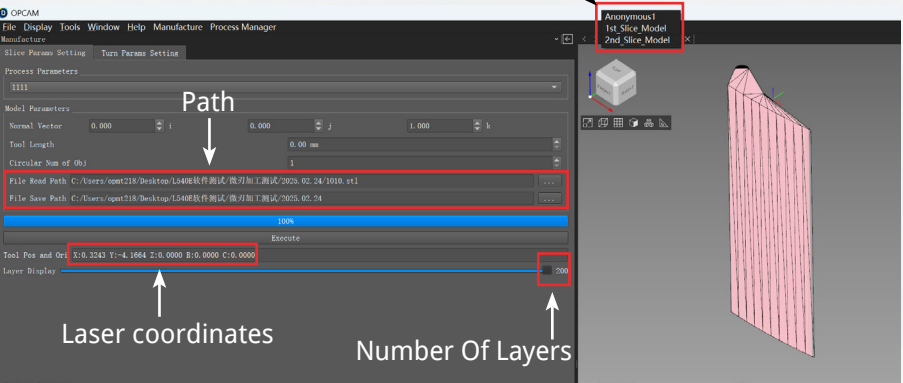 OPCAM
File Display Tools Window Help Manufacture Process Manager
Manufacture
Slice Params Setting Turn Params Setting
Process Parameters
1111
Path
Model Parameters
Normal Vector 0.000 i 0.000 j 1.000 k
Tool Length 0.00 mm
Circular Num of Obj 1
File Read Path C:/Users/opmt218/Desktop/L540E软件测试/微刃加工测试/2025.02.24/1010.stl ...
File Save Path C:/Users/opmt218/Desktop/L540E软件测试/微刃加工测试/2025.02.24 ...
100%
Execute
Tool Pos and Ori X:0.3243 Y:-4.1664 Z:0.0000 B:0.0000 C:0.0000
Layer Display 200
Laser coordinates
Number Of Layers
Anonymous1
1st_Slice_Model
2nd_Slice_Model
FRONT
RIGHT